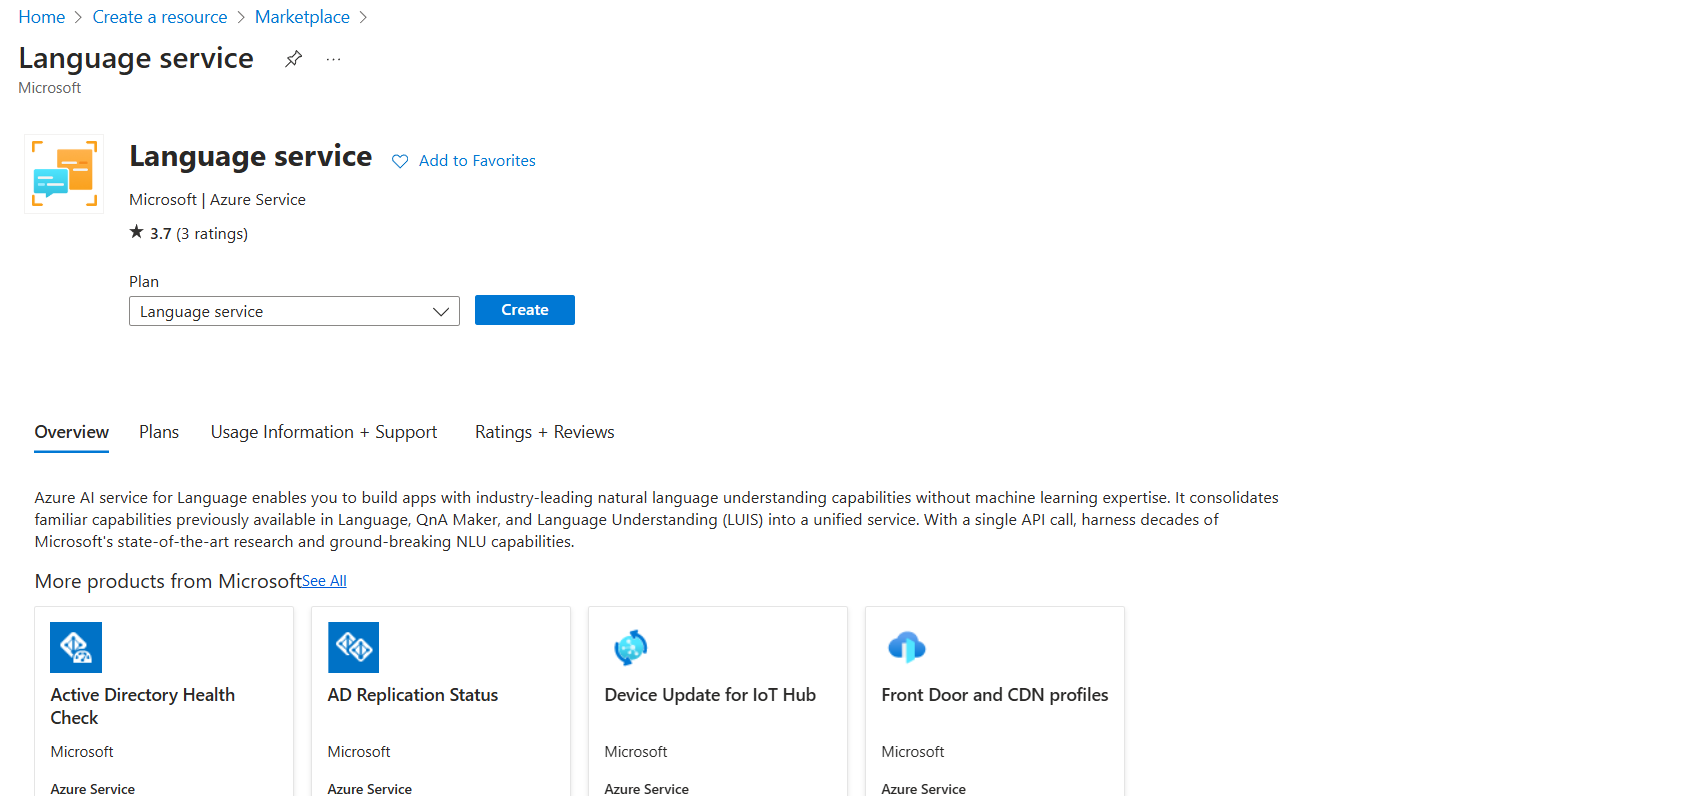 Home > Create a resource > Marketplace >
Language service ...
Microsoft
Language service Add to Favorites
Microsoft | Azure Service
★ 3.7 (3 ratings)
Plan
Language service Create
Overview Plans Usage Information + Support Ratings + Reviews
Azure AI service for Language enables you to build apps with industry-leading natural language understanding capabilities without machine learning expertise. It consolidates
familiar capabilities previously available in Language, QnA Maker, and Language Understanding (LUIS) into a unified service. With a single API call, harness decades of
Microsoft's state-of-the-art research and ground-breaking NLU capabilities.
More products from MicrosoftSee All
Active Directory Health
Check
Microsoft
Azure Service
AD Replication Status
Microsoft
Azure Service
Device Update for IoT Hub
Microsoft
Azure Service
Front Door and CDN profiles
Microsoft
Azure Service